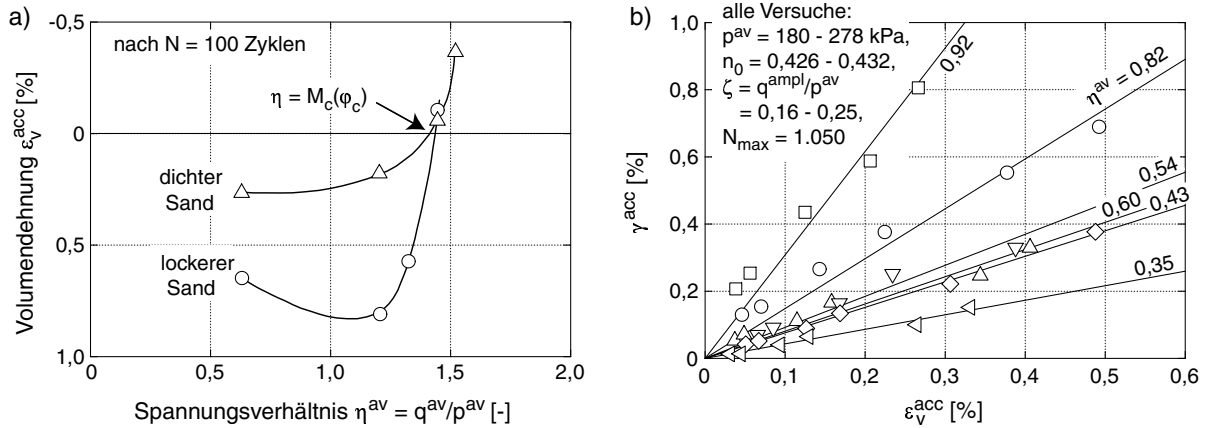 a)
-0,5
0
0,5
1,0
Volumendehnung ε_v^acc [%]
nach N = 100 Zyklen
η = M_c(φ_c)
dichter
Sand
lockerer
Sand
0
0,5
1,0
1,5
2,0
Spannungsverhältnis η^av = q^av/p^av [-]
b)
1,0
0,8
0,6
0,4
0,2
0
γ^acc [%]
alle Versuche:
p^av = 180 - 278 kPa,
n_0 = 0,426 - 0,432,
ζ = q^ampl/p^av
= 0,16 - 0,25,
N_max = 1.050
0,92
η^av = 0,82
0,54
0,60
0,43
0,35
0
0,1
0,2
0,3
0,4
0,5
0,6
ε_v^acc [%]